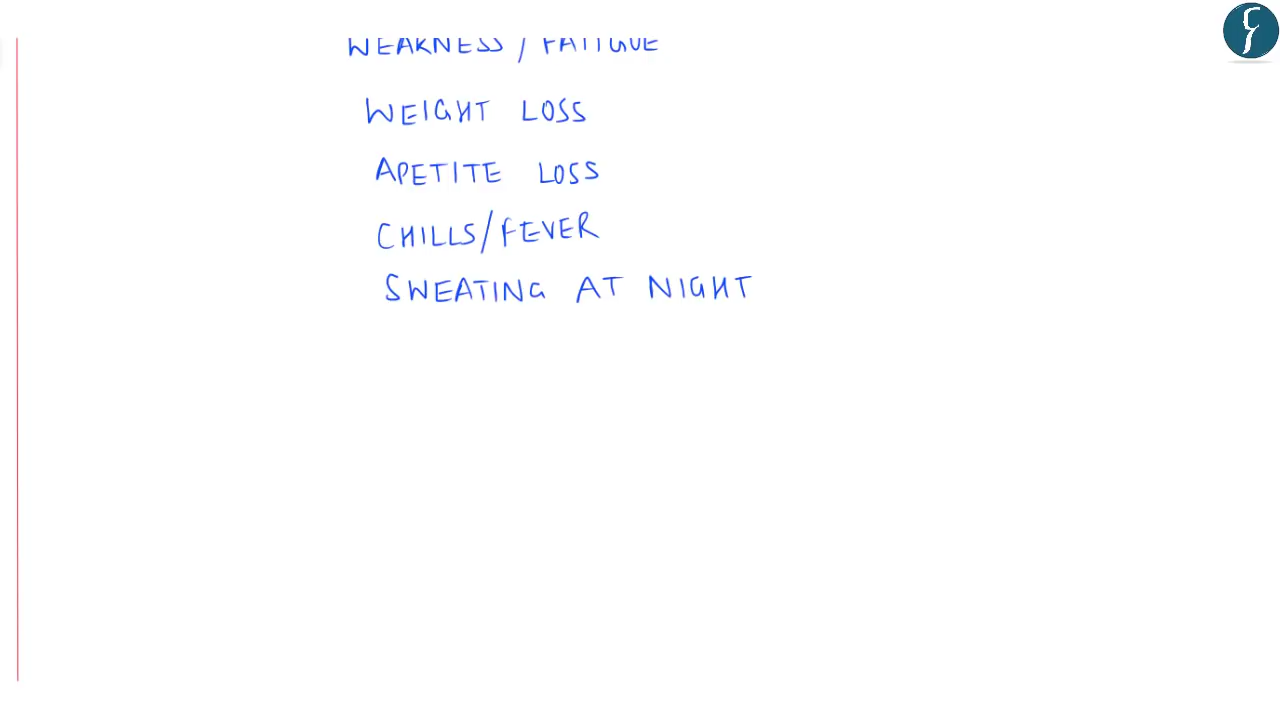 WEAKNESS / FATIGUE
WEIGHT LOSS
APETITE LOSS
CHILLS/FEVER
SWEATING AT NIGHT